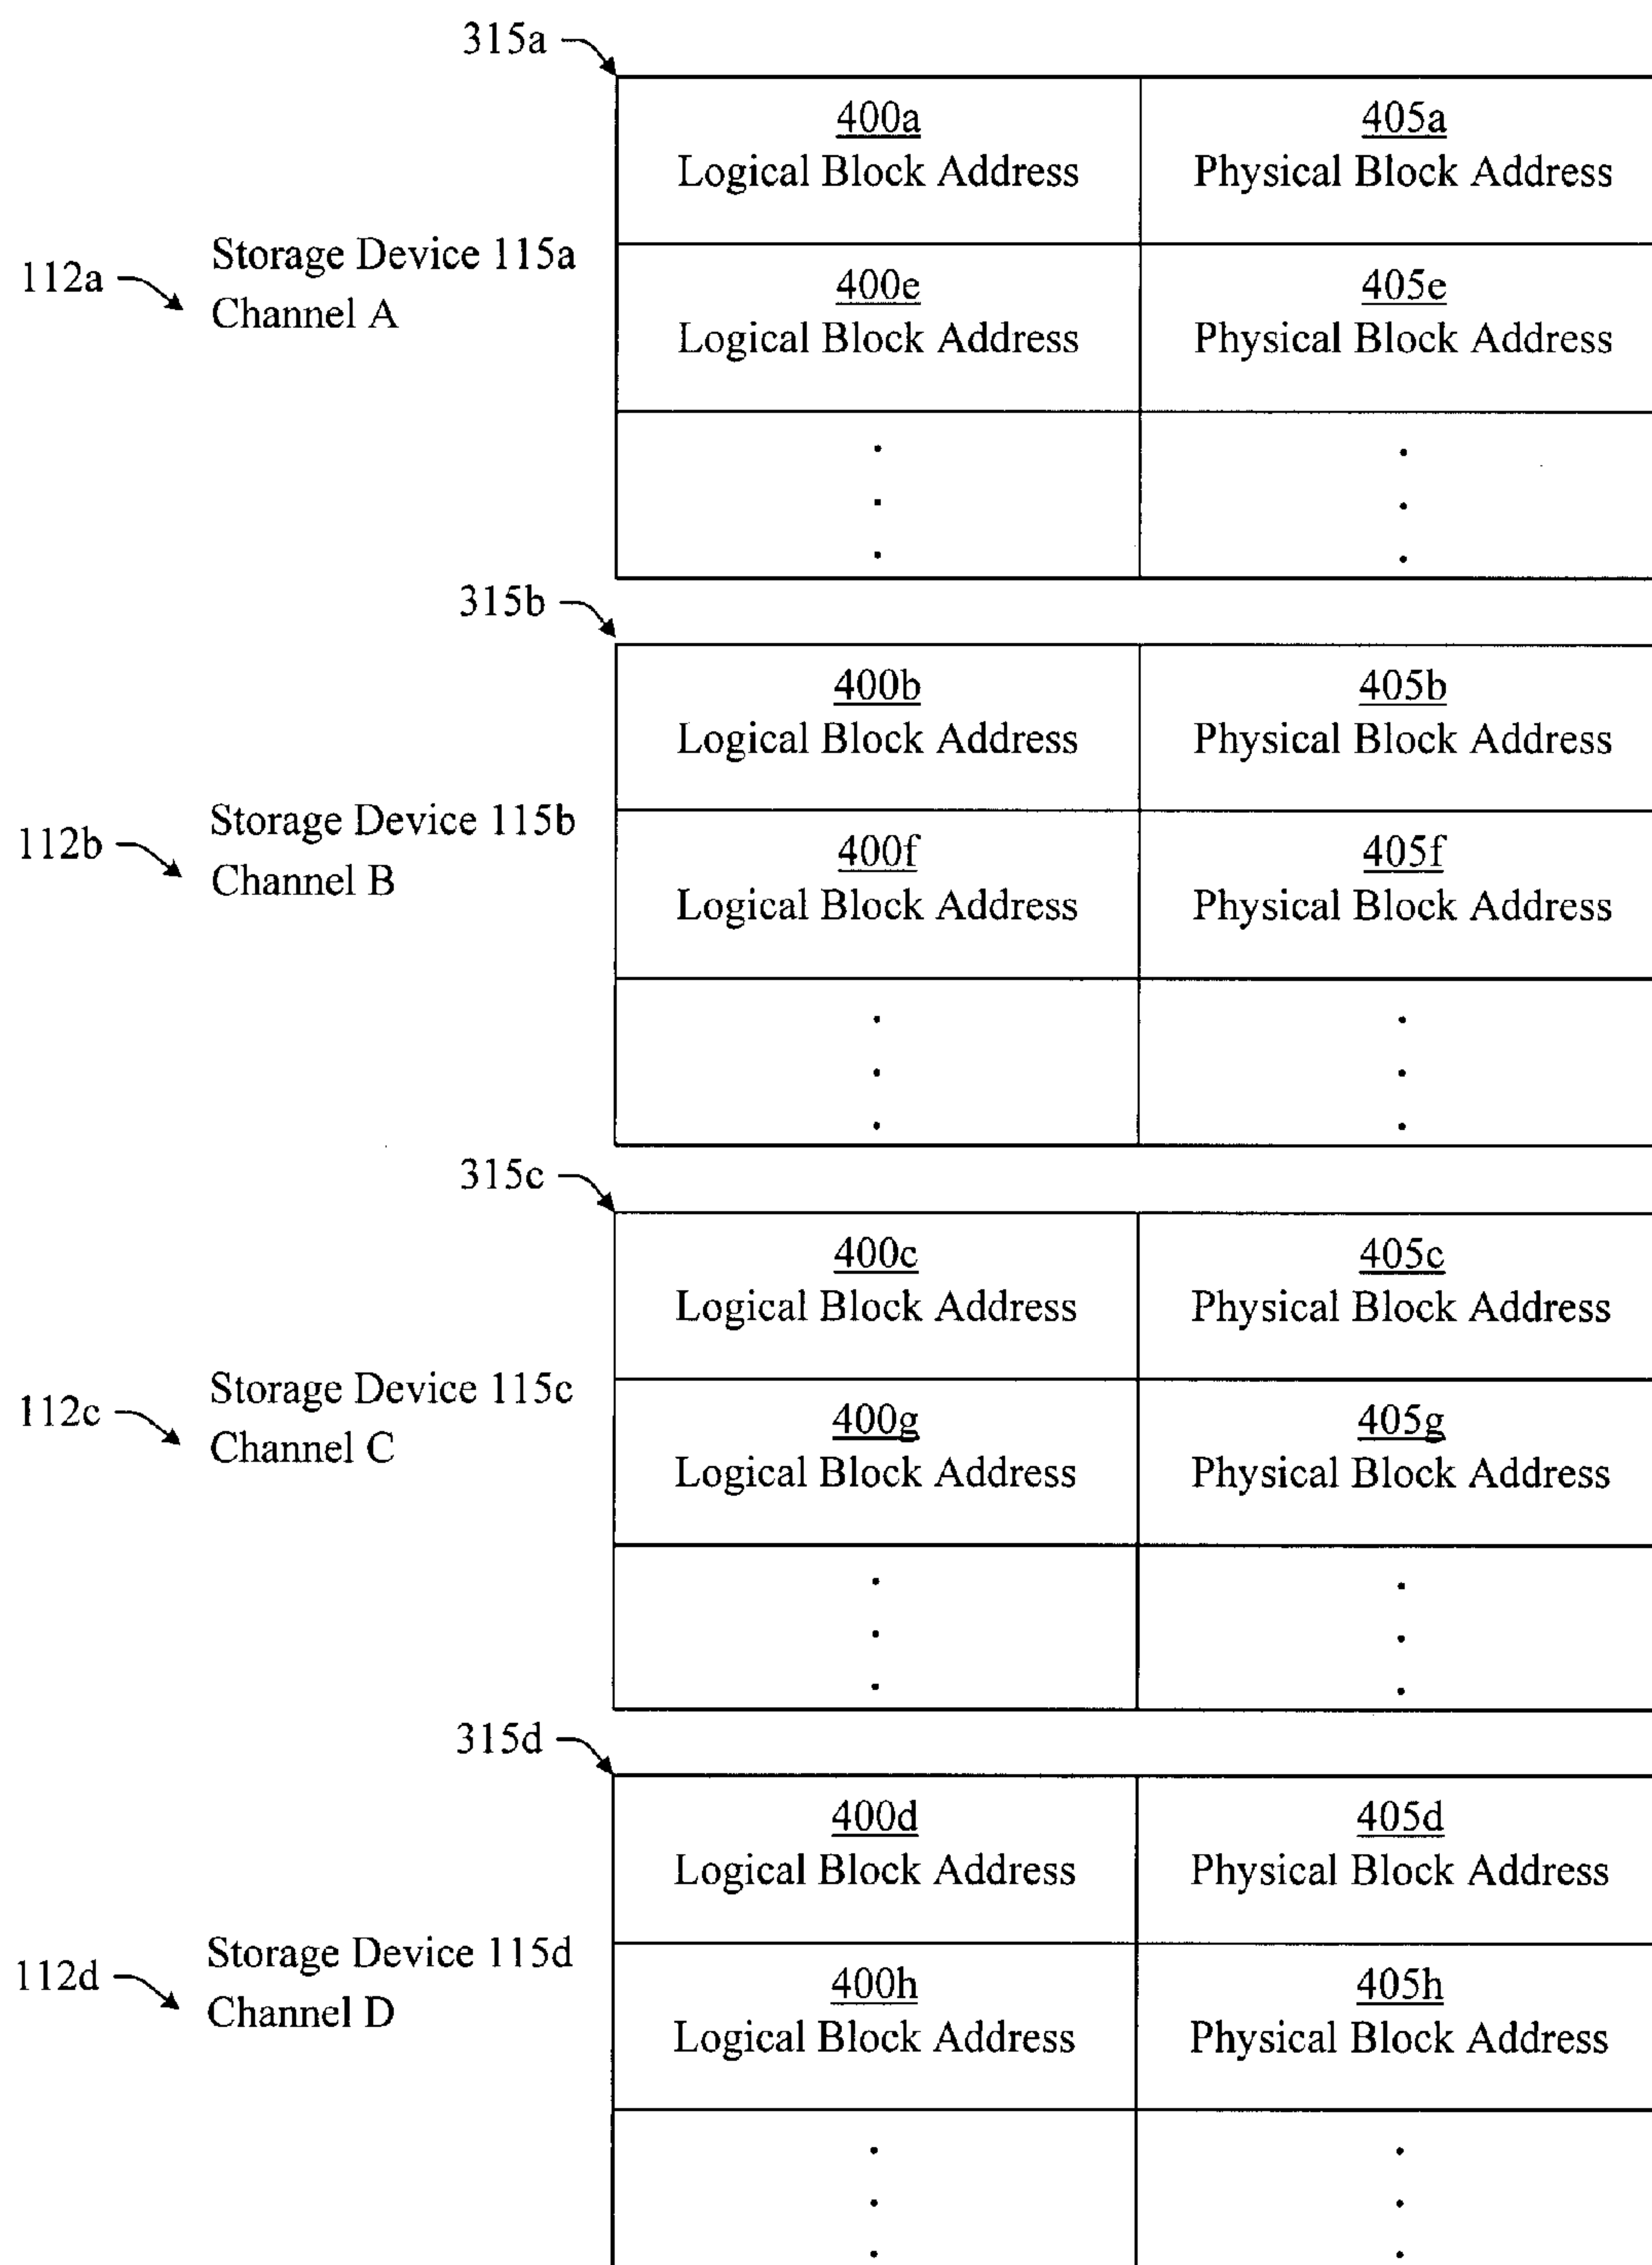 315a
400a
Logical Block Address
405a
Physical Block Address
112a
Storage Device 115a
Channel A
400e
Logical Block Address
405e
Physical Block Address
315b
400b
Logical Block Address
405b
Physical Block Address
112b
Storage Device 115b
Channel B
400f
Logical Block Address
405f
Physical Block Address
315c
400c
Logical Block Address
405c
Physical Block Address
112c
Storage Device 115c
Channel C
400g
Logical Block Address
405g
Physical Block Address
315d
400d
Logical Block Address
405d
Physical Block Address
112d
Storage Device 115d
Channel D
400h
Logical Block Address
405h
Physical Block Address